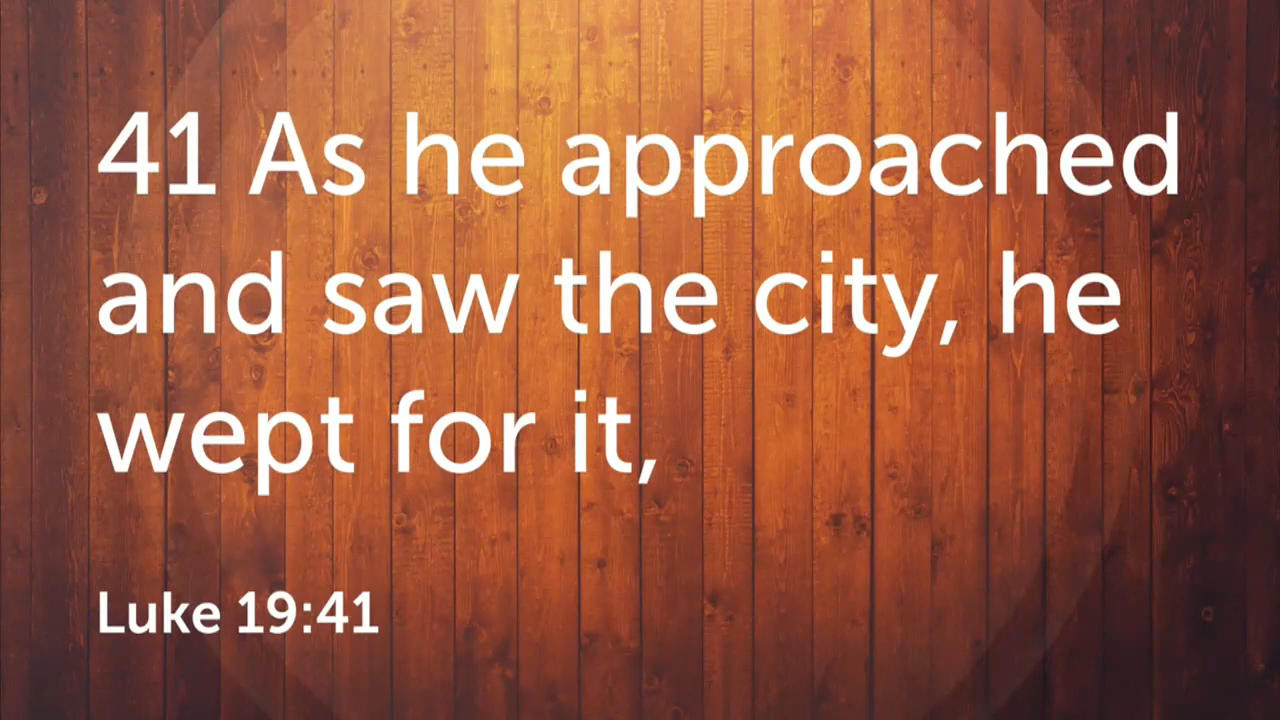 41 As he approached
and saw the city, he
wept for it,
Luke 19:41